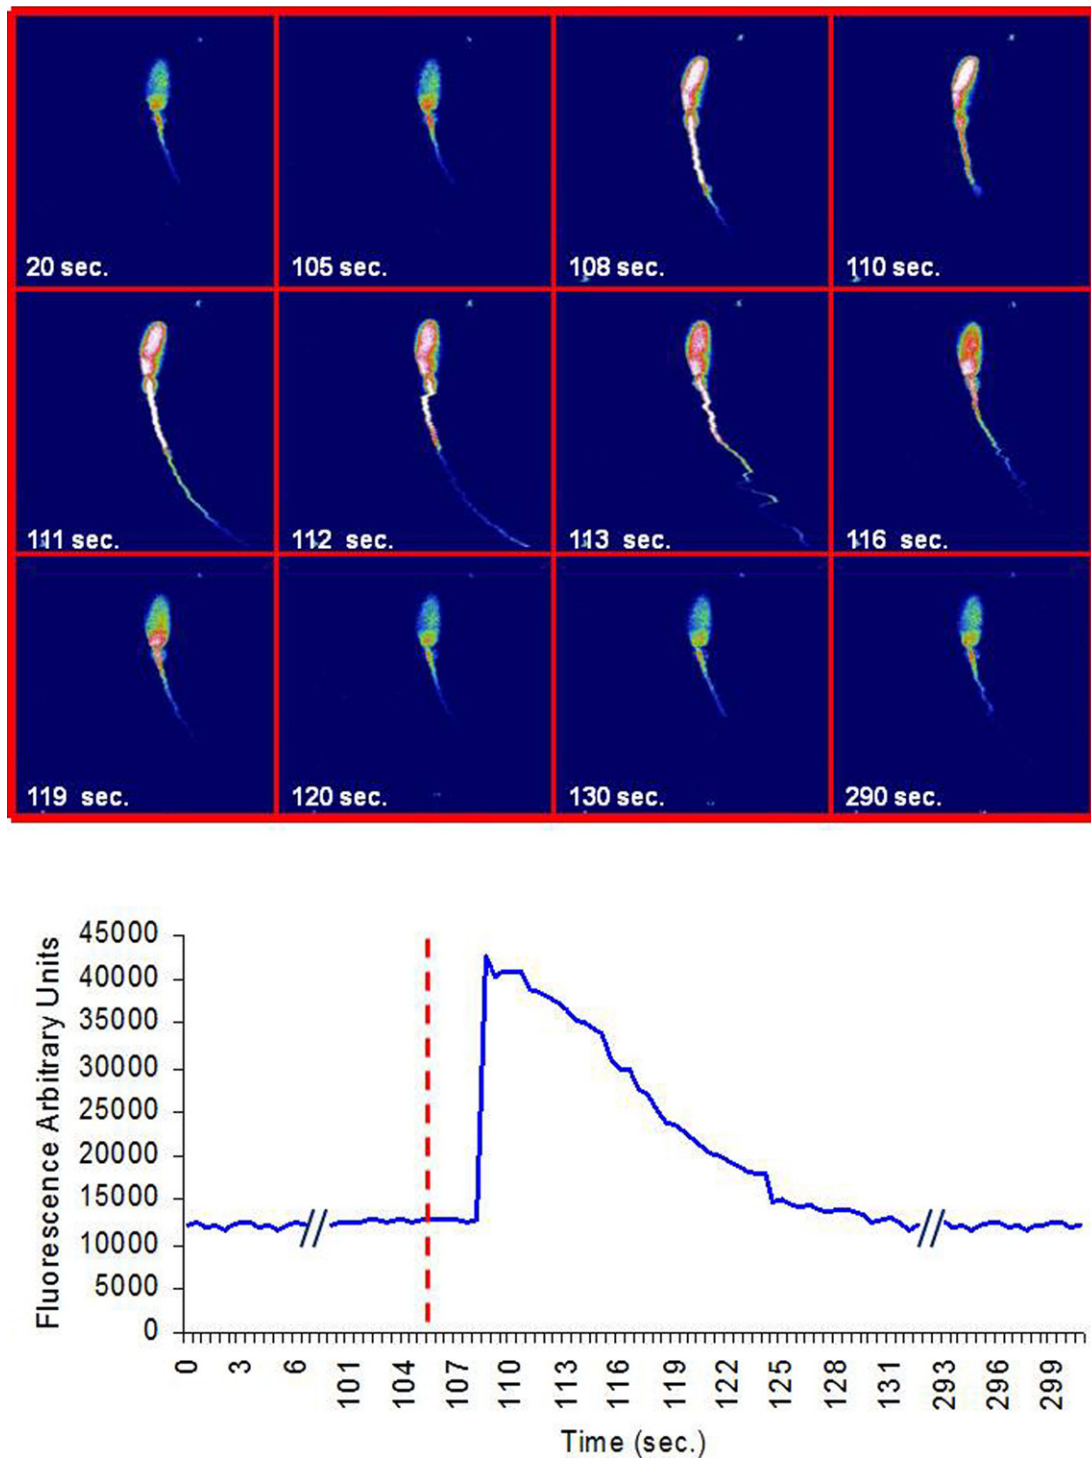 20 sec.
105 sec.
108 sec.
110 sec.
111 sec.
112 sec.
113 sec.
116 sec.
119 sec.
120 sec.
130 sec.
290 sec.
Fluorescence Arbitrary Units
45000
40000
35000
30000
25000
20000
15000
10000
5000
0
0 3 6 101 104 107 110 113 116 119 122 125 128 131 293 296 299
Time (sec.)